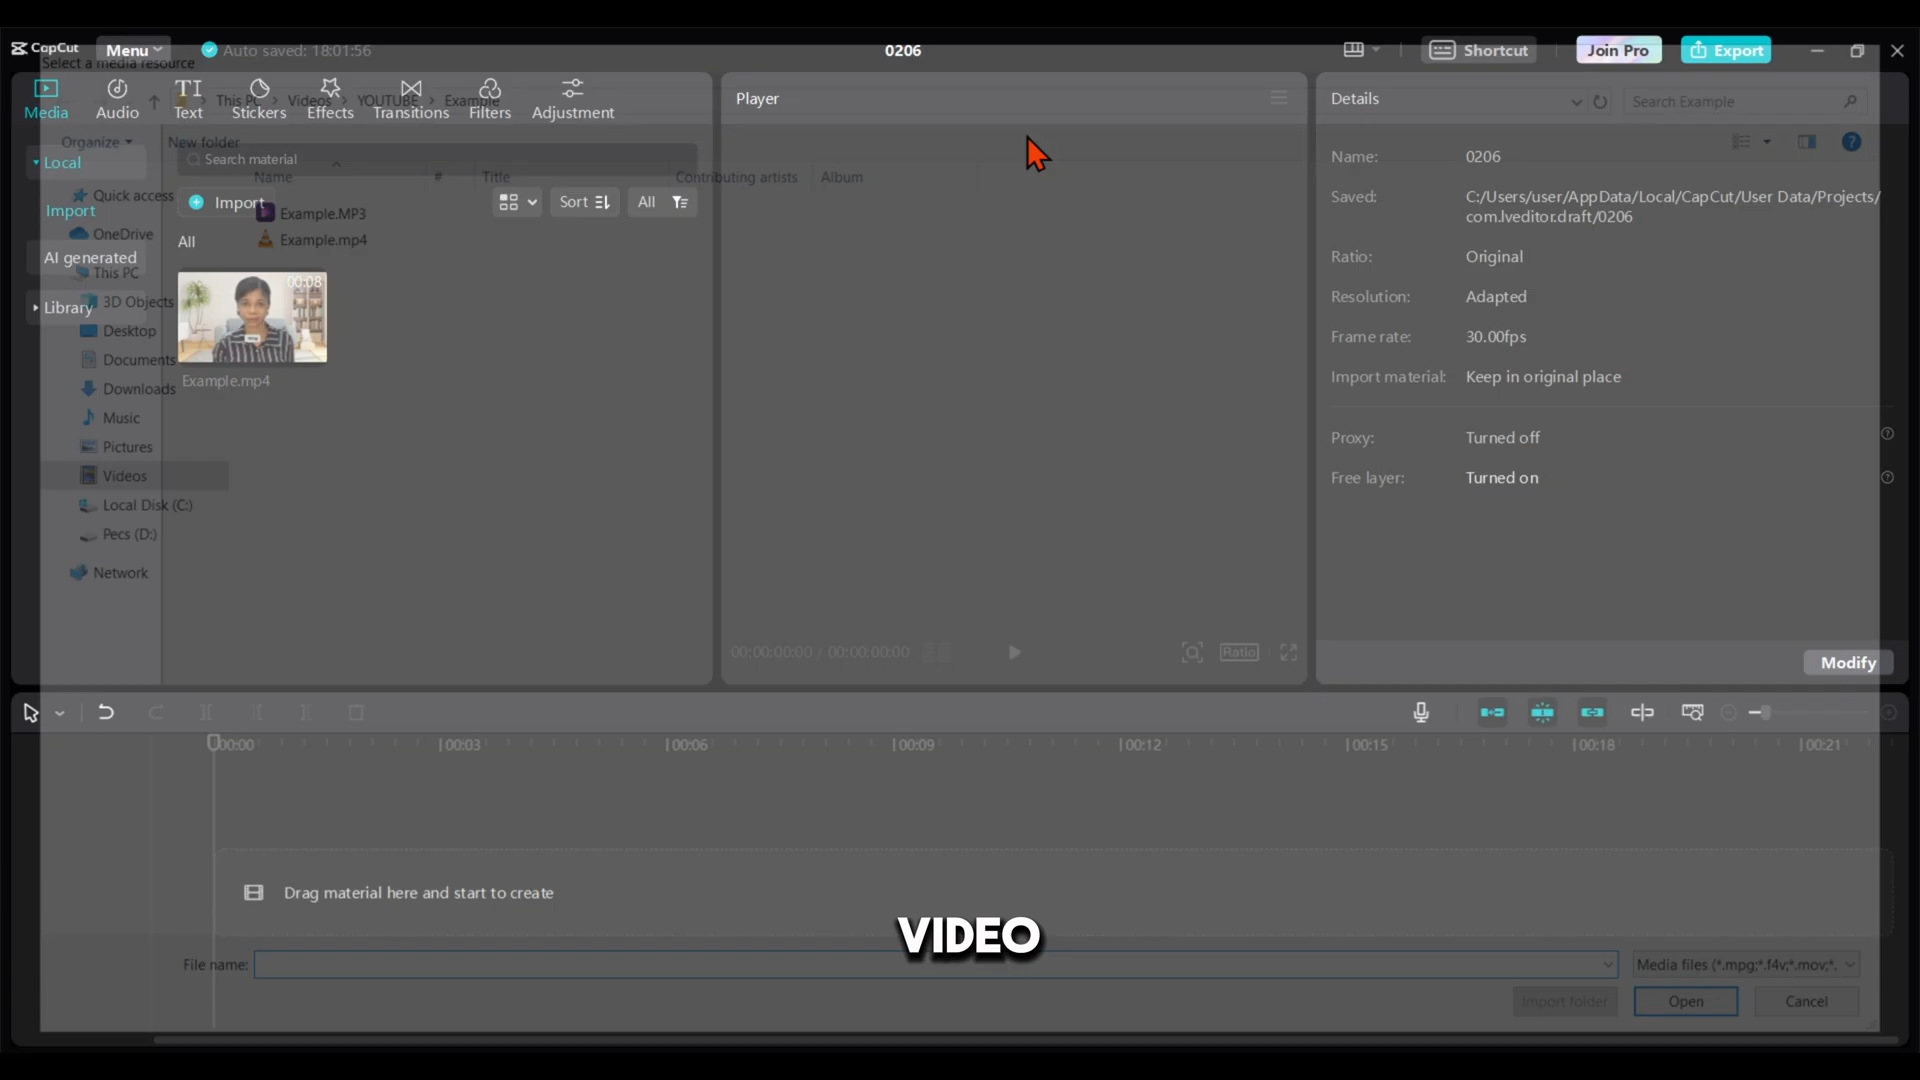 CapCut Menu Auto saved: 18:01:56 0206 Shortcut Join Pro Export
Select a media resource
Media Audio Text Stickers Effects Transitions Filters Adjustment
This PC Videos YOUTUBE Example
Player
Details
Search Example
Organize New folder
Local
Search material
Name # Title Contributing artists Album
Quick access
Import
Import
Sort
All
Example.MP3
OneDrive
All
Example.mp4
AI generated
This PC
3D Objects
Library
Desktop
Documents
Downloads
Music
Pictures
Videos
Local Disk (C:)
Pecs (D:)
Network
00:08
Example.mp4
Name: 0206
Saved: C:/Users/user/AppData/Local/CapCut/User Data/Projects/
com.lveditor.draft/0206
Ratio: Original
Resolution: Adapted
Frame rate: 30.00fps
Import material: Keep in original place
Proxy: Turned off
Free layer: Turned on
00:00:00:00 / 00:00:00:00
Ratio
Modify
00:00 00:03 00:06 00:09 00:12 00:15 00:18 00:21
Drag material here and start to create
VIDEO
File name:
Media files (*.mpg;*.f4v;*.mov;*.
Import folder Open Cancel